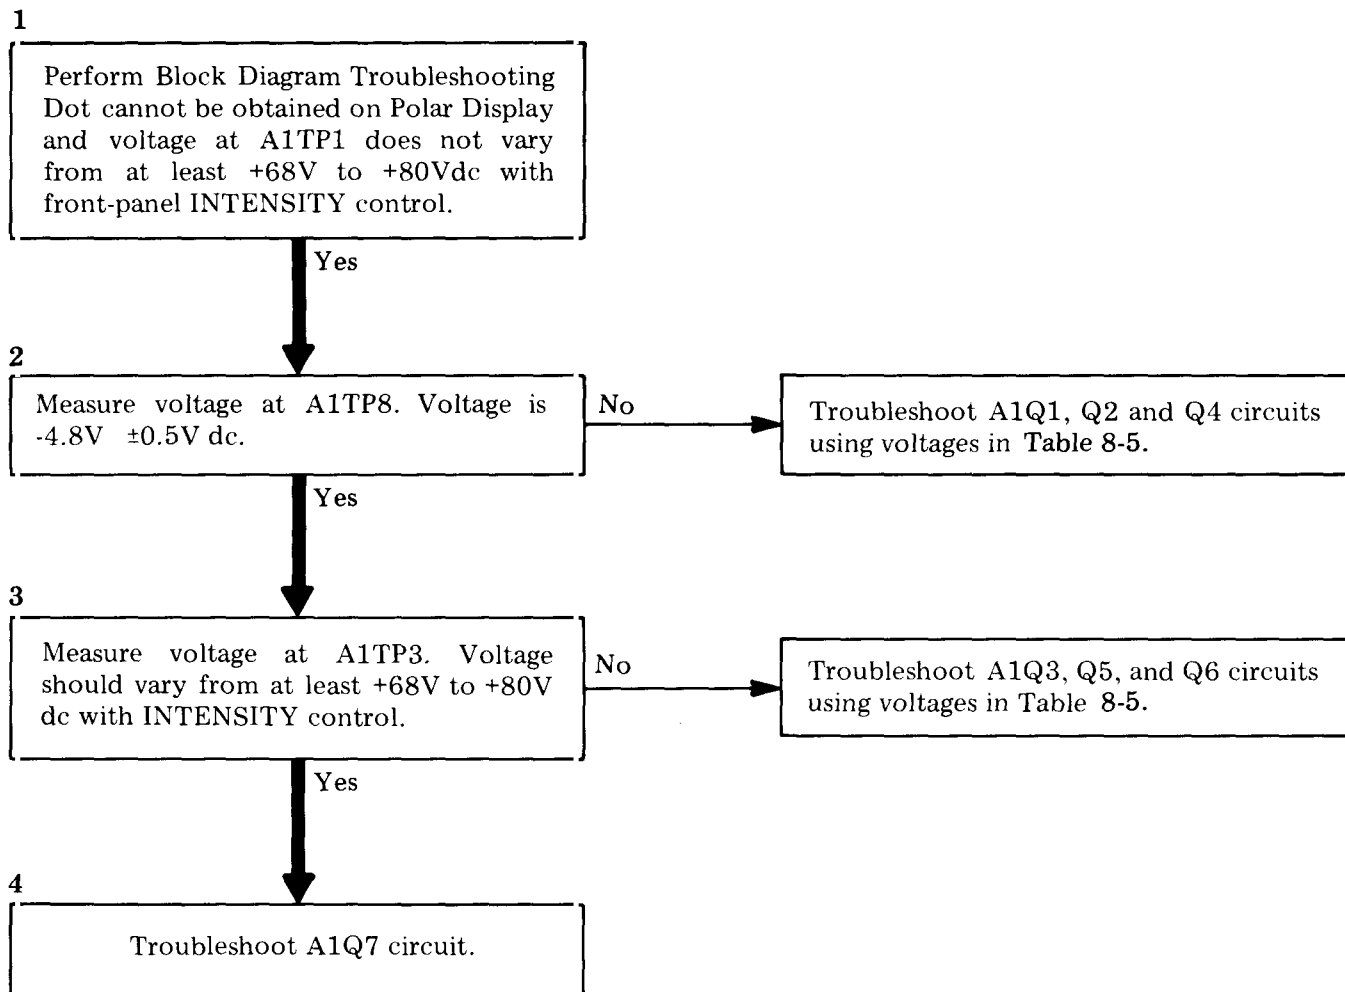 1
Perform Block Diagram Troubleshooting
Dot cannot be obtained on Polar Display
and voltage at A1TP1 does not vary
from at least +68V to +80Vdc with
front-panel INTENSITY control.
Yes
2
Measure voltage at A1TP8. Voltage is
-4.8V ±0.5V dc.
No
Troubleshoot A1Q1, Q2 and Q4 circuits
using voltages in Table 8-5.
Yes
3
Measure voltage at A1TP3. Voltage
should vary from at least +68V to +80V
dc with INTENSITY control.
No
Troubleshoot A1Q3, Q5, and Q6 circuits
using voltages in Table 8-5.
Yes
4
Troubleshoot A1Q7 circuit.